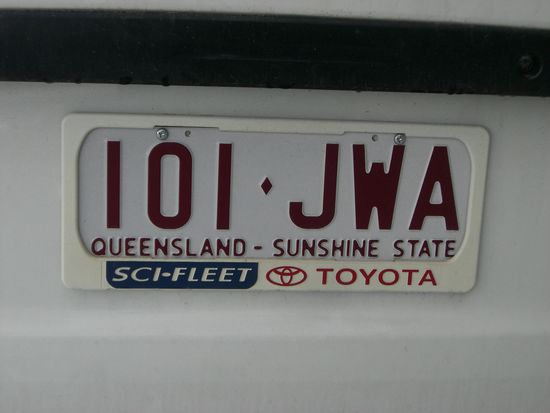 101·JWA
QUEENSLAND - SUNSHINE STATE
SCI-FLEET TOYOTA